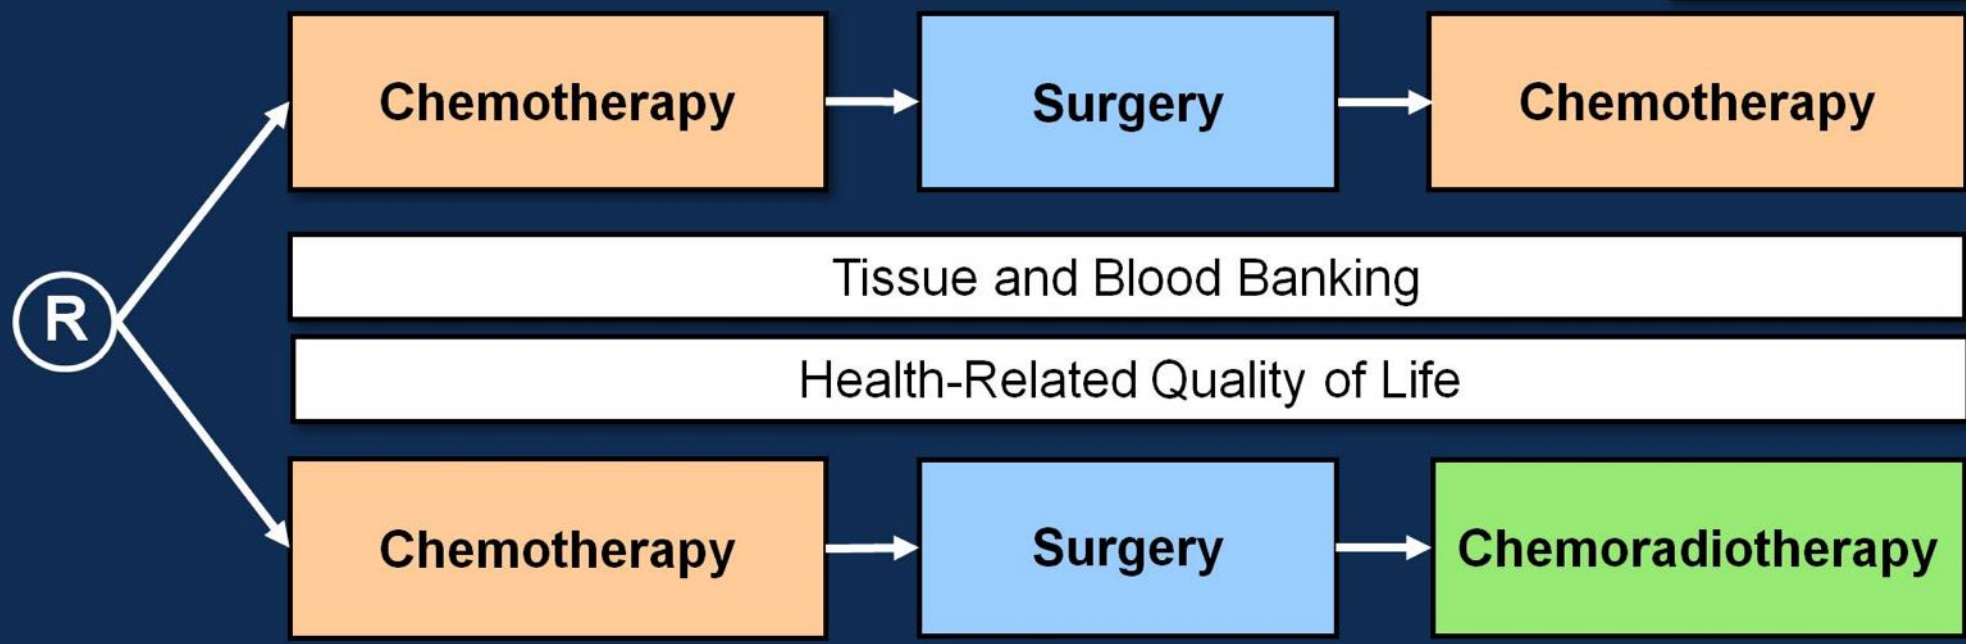 Chemotherapy
Surgery
Chemotherapy
Tissue and Blood Banking
R
Health-Related Quality of Life
Chemotherapy
Surgery
Chemoradiotherapy